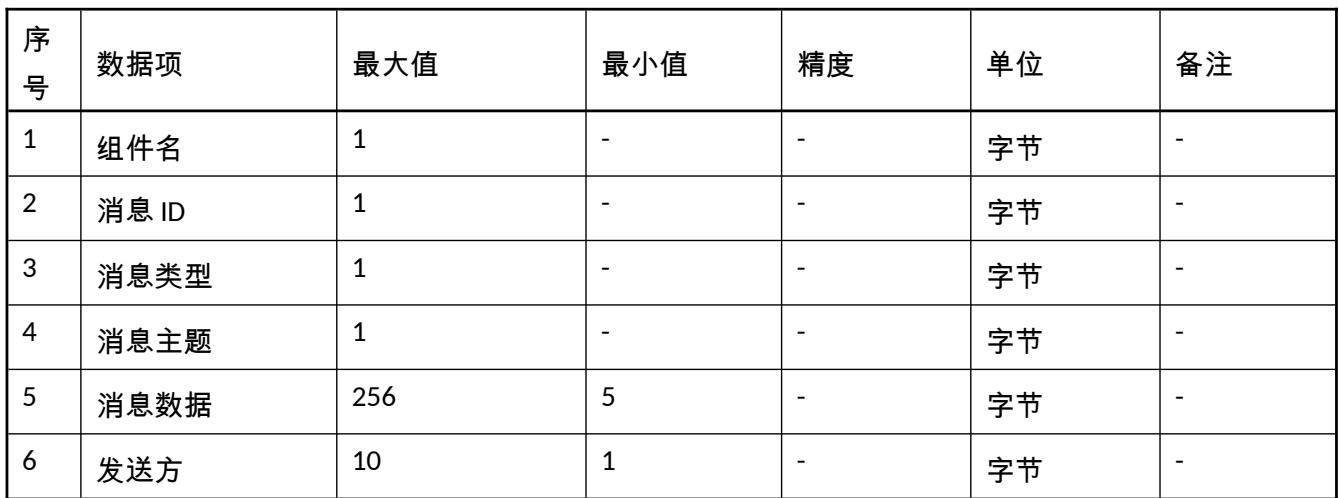 序号 数据项 最大值 最小值 精度 单位 备注
1 组件名 1 - - 字节 -
2 消息 ID 1 - - 字节 -
3 消息类型 1 - - 字节 -
4 消息主题 1 - - 字节 -
5 消息数据 256 5 - 字节 -
6 发送方 10 1 - 字节 -